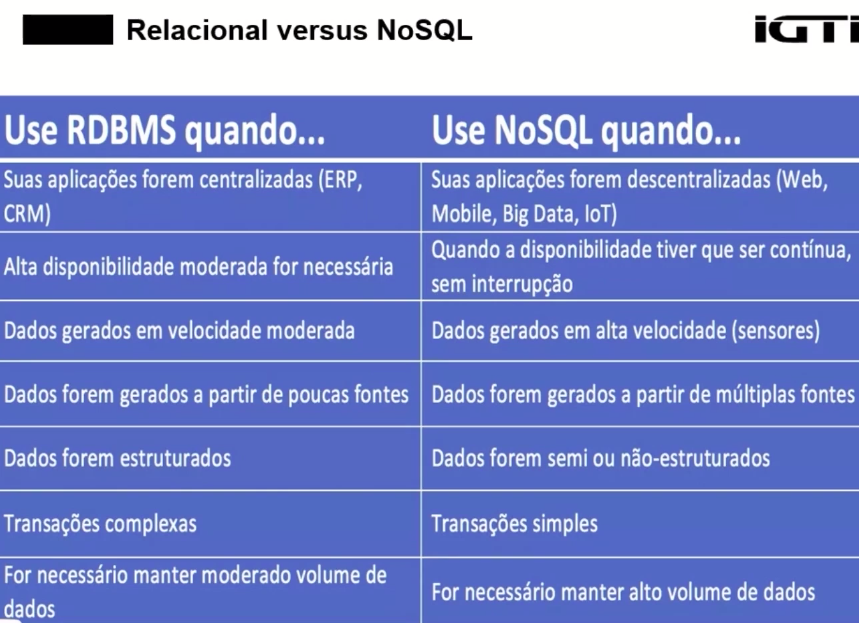 Relacional versus NoSQL
iGTI
Use RDBMS quando...
Use NoSQL quando...
Suas aplicações forem centralizadas (ERP,
CRM)
Suas aplicações forem descentralizadas (Web,
Mobile, Big Data, IoT)
Alta disponibilidade moderada for necessária
Quando a disponibilidade tiver que ser contínua,
sem interrupção
Dados gerados em velocidade moderada
Dados gerados em alta velocidade (sensores)
Dados forem gerados a partir de poucas fontes
Dados forem gerados a partir de múltiplas fontes
Dados forem estruturados
Dados forem semi ou não-estruturados
Transações complexas
Transações simples
For necessário manter moderado volume de
dados
For necessário manter alto volume de dados